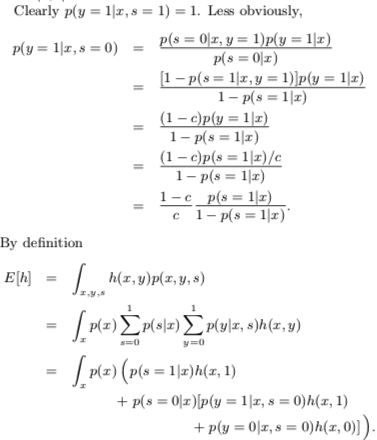 Clearly p(y = 1|x, s = 1) = 1. Less obviously,
p(y = 1|x, s = 0) = p(s = 0|x, y = 1)p(y = 1|x) / p(s = 0|x)
= [1 − p(s = 1|x, y = 1)]p(y = 1|x) / 1 − p(s = 1|x)
= (1 − c)p(y = 1|x) / 1 − p(s = 1|x)
= (1 − c)p(s = 1|x)/c / 1 − p(s = 1|x)
= 1 − c / c p(s = 1|x) / 1 − p(s = 1|x).
By definition
E[h] = ∫_{x,y,s} h(x, y)p(x, y, s)
= ∫_x p(x) ∑_{s=0}^{1} p(s|x) ∑_{y=0}^{1} p(y|x, s)h(x, y)
= ∫_x p(x) ( p(s = 1|x)h(x, 1)
+ p(s = 0|x)[p(y = 1|x, s = 0)h(x, 1)
+ p(y = 0|x, s = 0)h(x, 0)] ).